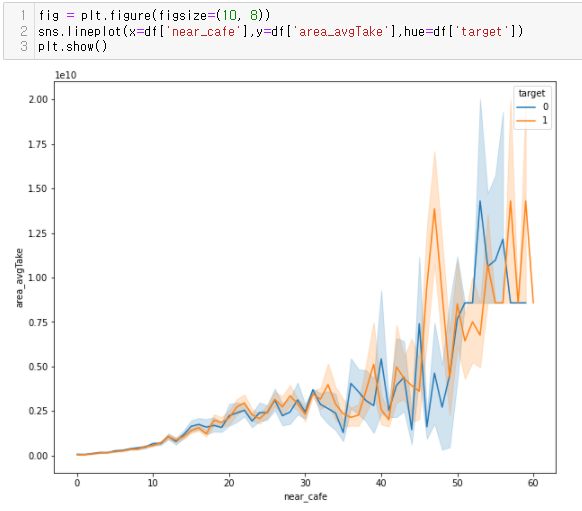 1 fig = plt.figure(figsize=(10, 8))
2 sns.lineplot(x=df['near_cafe'],y=df['area_avgTake'],hue=df['target'])
3 plt.show()
1e10
target
0
1
2.00
1.75
1.50
1.25
1.00
0.75
0.50
0.25
0.00
area_avgTake
0 10 20 30 40 50 60
near_cafe